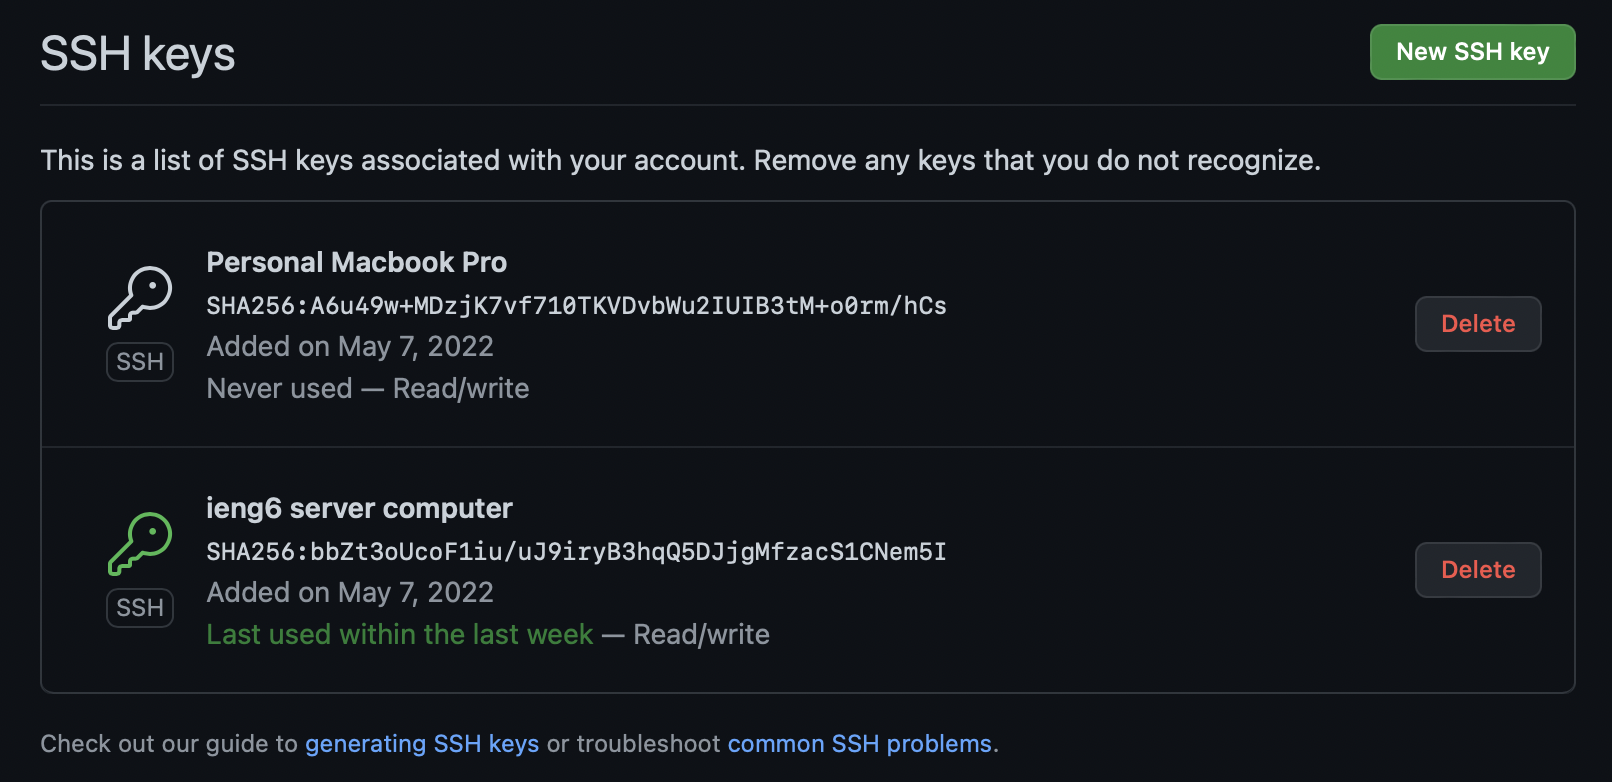 SSH keys
New SSH key
This is a list of SSH keys associated with your account. Remove any keys that you do not recognize.
Personal Macbook Pro
SHA256:A6u49w+MDzjK7vf710TKVDvbWu2IUIB3tM+o0rm/hCs
Added on May 7, 2022
Never used — Read/write
SSH
Delete
ieng6 server computer
SHA256:bbZt3oUcoF1iu/uJ9iryB3hqQ5DJjgMfzacS1CNem5I
Added on May 7, 2022
Last used within the last week — Read/write
SSH
Delete
Check out our guide to generating SSH keys or troubleshoot common SSH problems.